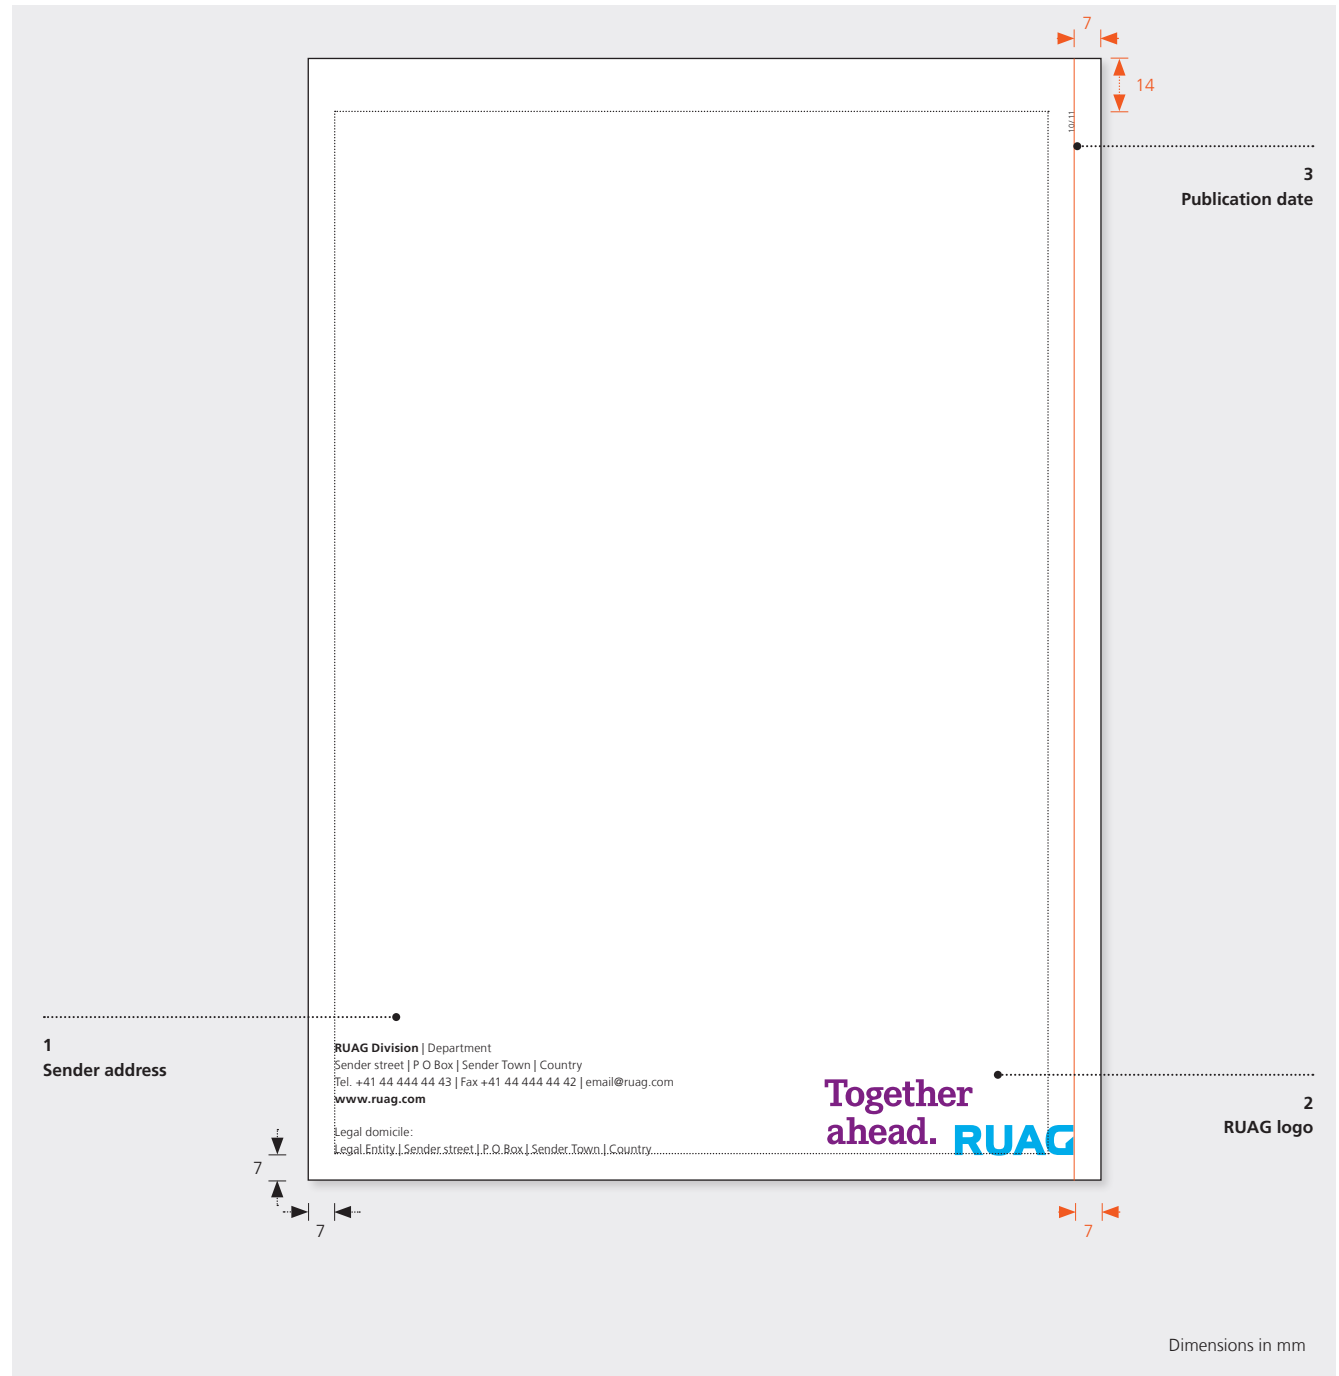 7
14
10/11
3
Publication date
1
Sender address
RUAG Division | Department
Sender street | P O Box | Sender Town | Country
Tel. +41 44 444 44 43 | Fax +41 44 444 44 42 | email@ruag.com
www.ruag.com
Legal domicile:
Legal Entity | Sender street | P O Box | Sender Town | Country
Together
ahead.
RUAG
2
RUAG logo
7
7
7
Dimensions in mm